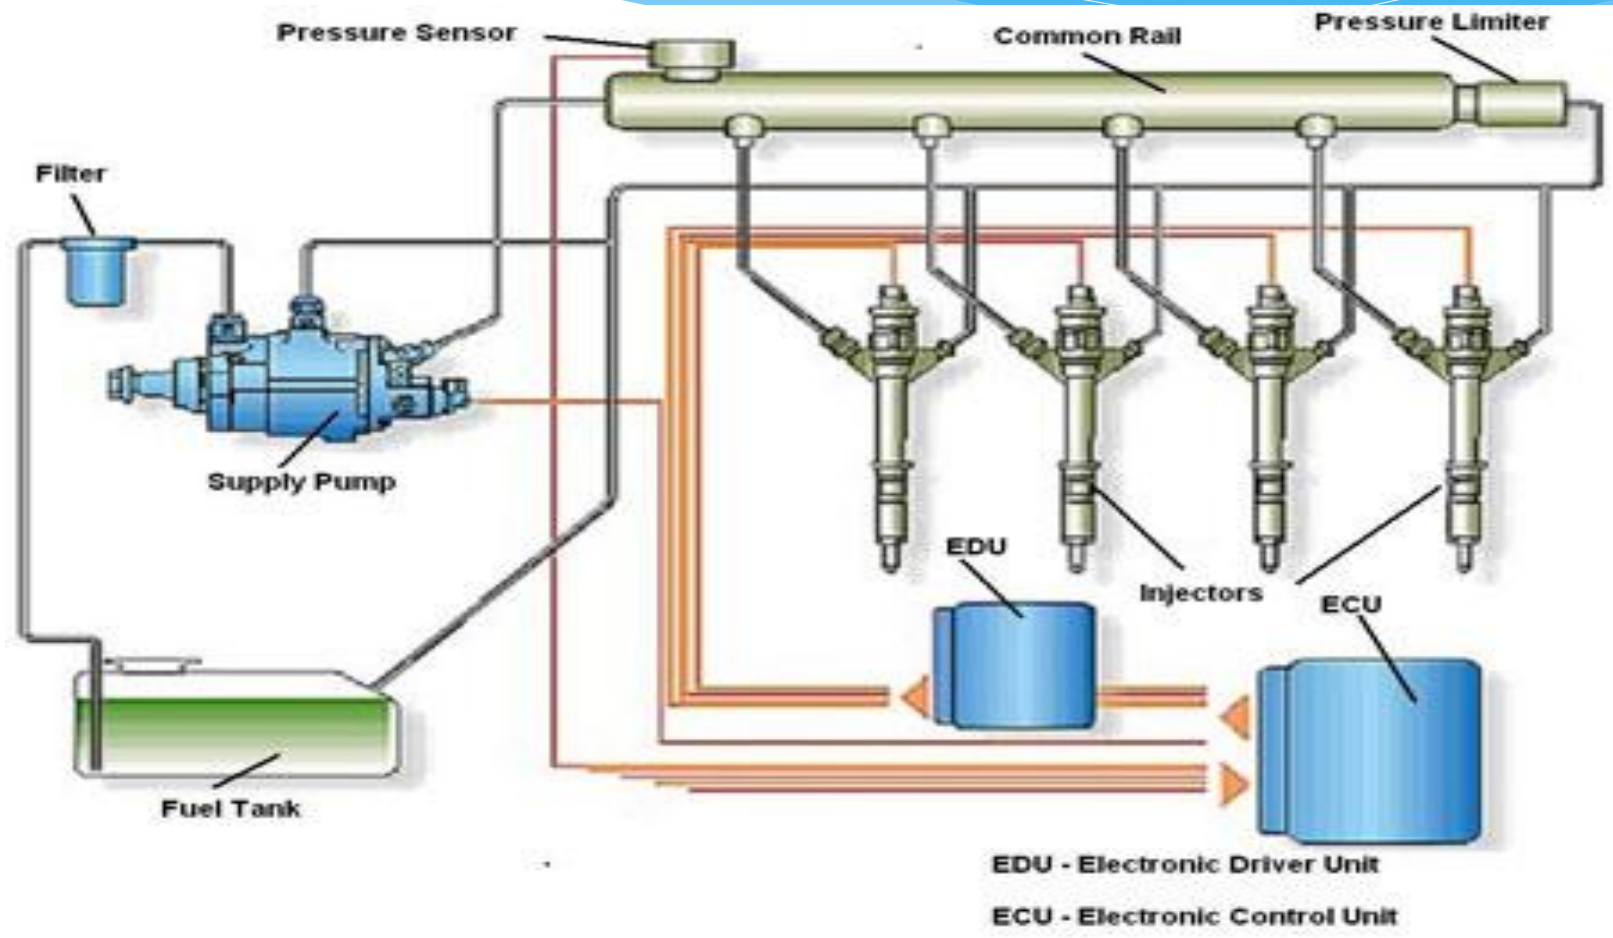 Pressure Sensor
Common Rail
Pressure Limiter
Filter
Supply Pump
EDU
Injectors
ECU
Fuel Tank
EDU - Electronic Driver Unit
ECU - Electronic Control Unit